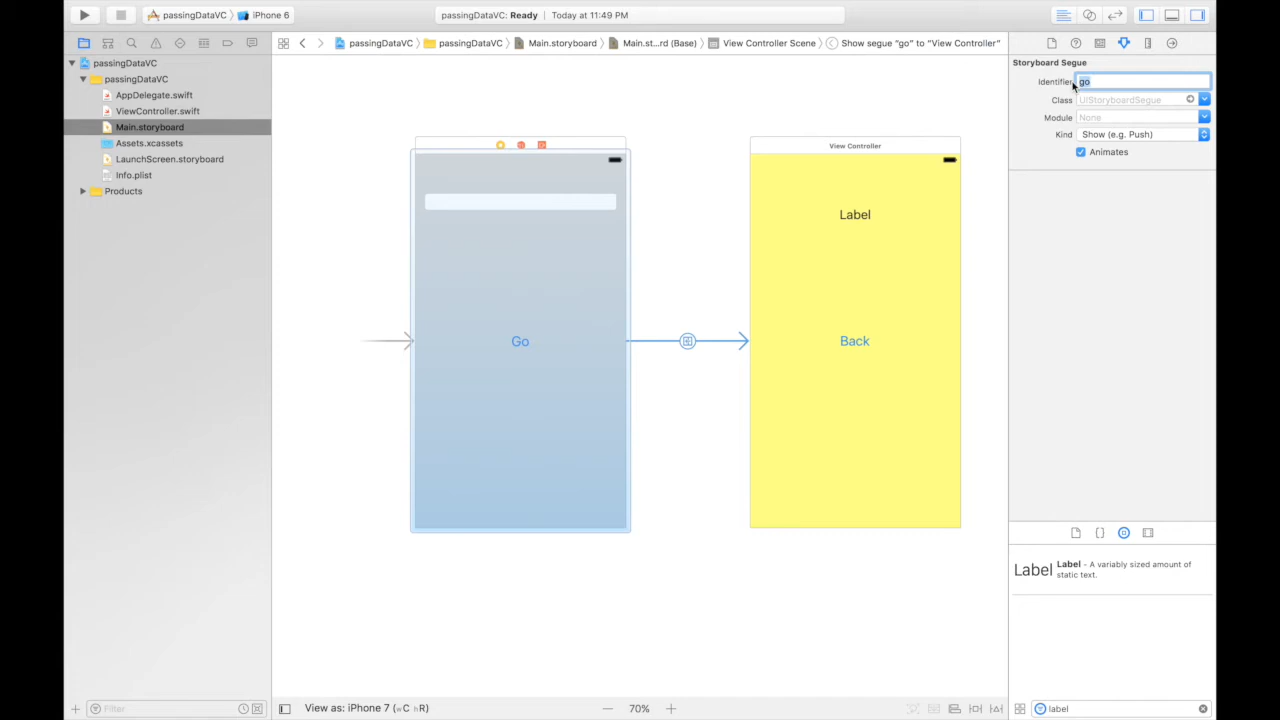 passingDataVC
iPhone 6
passingDataVC: Ready
Today at 11:49 PM
passingDataVC
passingDataVC
Main.storyboard
Main.st...rd (Base)
View Controller Scene
Show segue "go" to "View Controller"
passingDataVC
passingDataVC
AppDelegate.swift
ViewController.swift
Main.storyboard
Assets.xcassets
LaunchScreen.storyboard
Info.plist
Products
Filter
Go
View Controller
Label
Back
View as: iPhone 7 (wC hR)
70%
Storyboard Segue
Identifier go
Class UIStoryboardSegue
Module None
Kind Show (e.g. Push)
Animates
Label
Label - A variably sized amount of
static text.
label